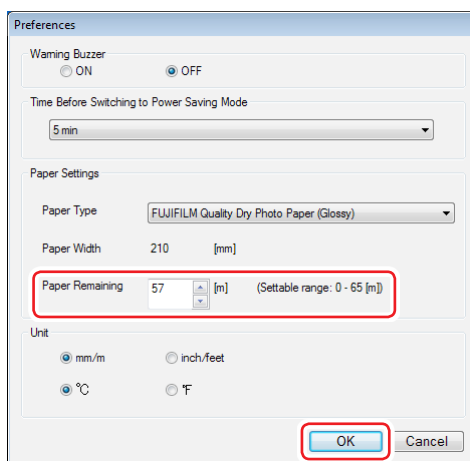 Preferences
Warning Buzzer
ON OFF
Time Before Switching to Power Saving Mode
5 min
Paper Settings
Paper Type FUJIFILM Quality Dry Photo Paper (Glossy)
Paper Width 210 [mm]
Paper Remaining 57 [m] (Settable range: 0 - 65 [m])
Unit
mm/m inch/feet
°C °F
OK Cancel